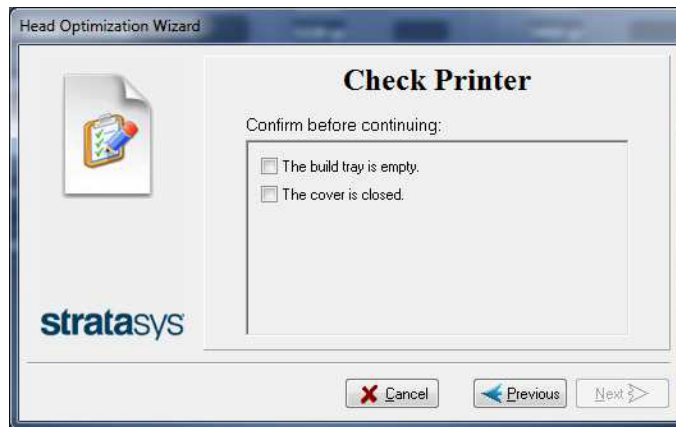 Head Optimization Wizard
Check Printer
Confirm before continuing:
The build tray is empty.
The cover is closed.
stratasys
Cancel
Previous
Next